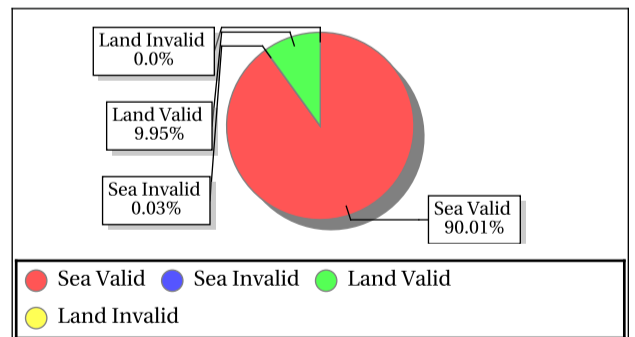 Land Invalid
0.0%
Land Valid
9.95%
Sea Invalid
0.03%
Sea Valid
90.01%
Sea Valid Sea Invalid Land Valid
Land Invalid